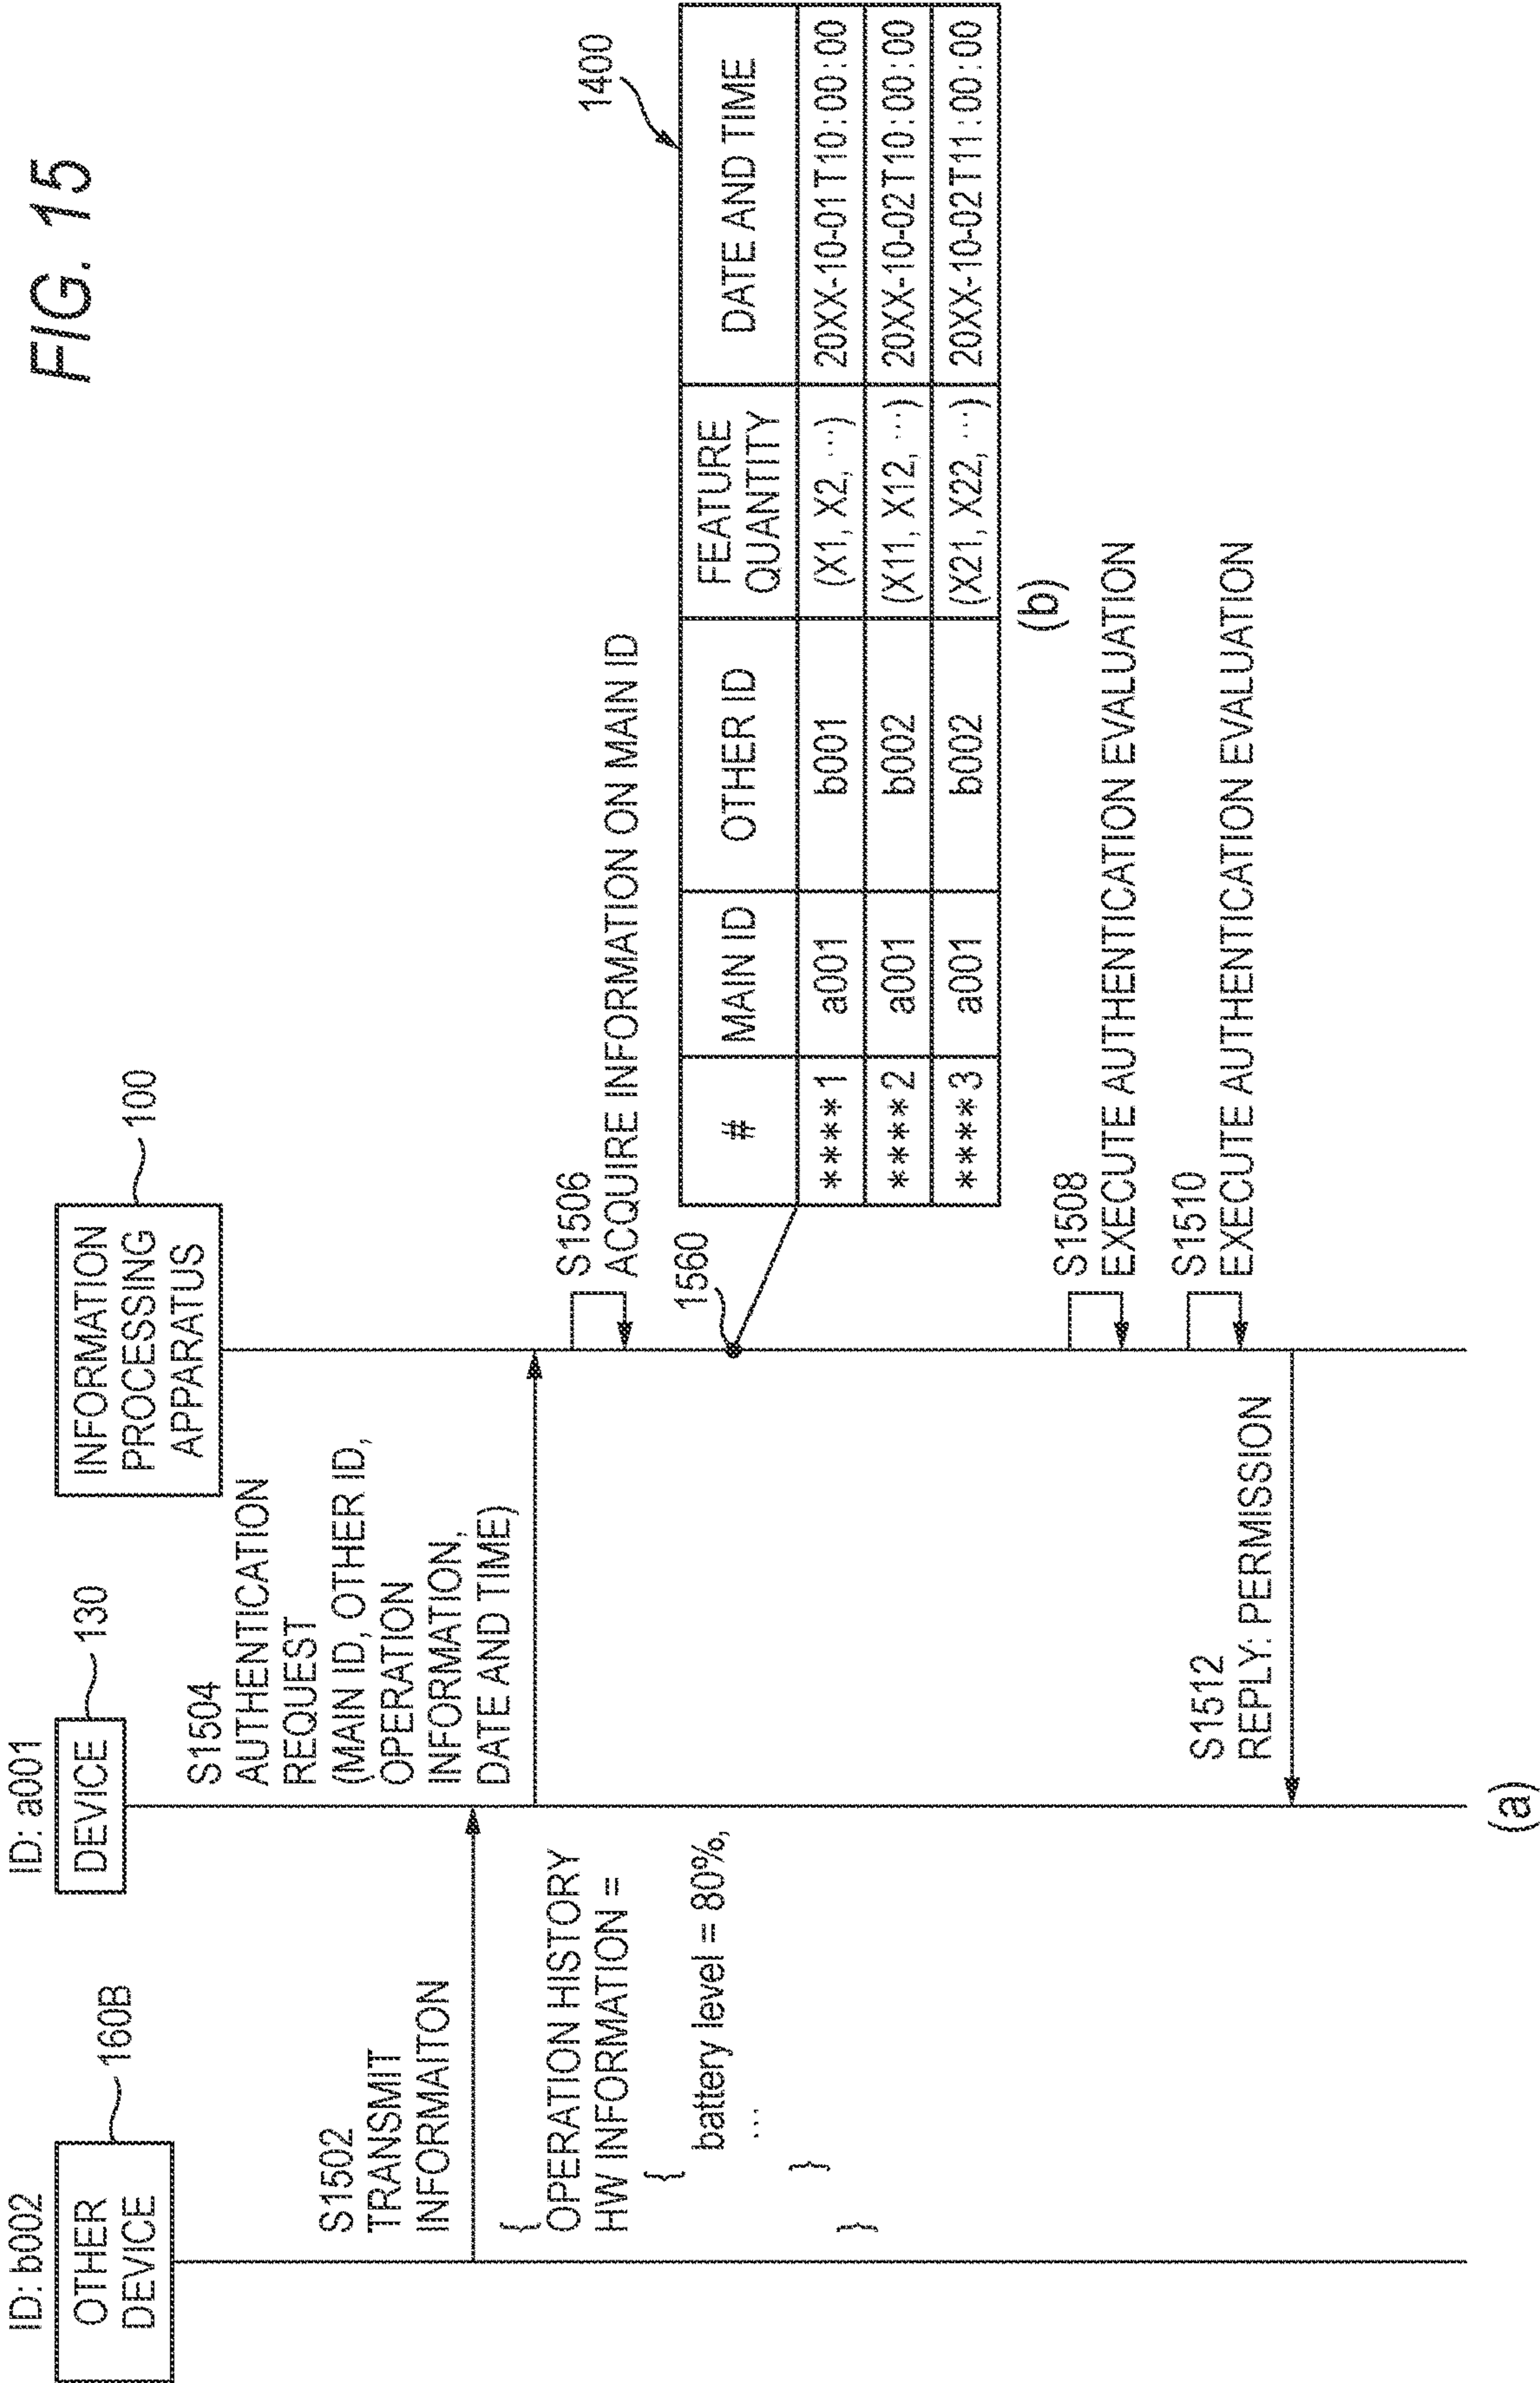 FIG. 15
ID: b002
OTHER
DEVICE
160B
ID: a001
DEVICE
130
INFORMATION
PROCESSING
APPARATUS
100
S1502
TRANSMIT
INFORMAITON
{
OPERATION HISTORY
HW INFORMATION =
{
battery level = 80%,
...
}
}
S1504
AUTHENTICATION
REQUEST
(MAIN ID, OTHER ID,
OPERATION
INFORMATION,
DATE AND TIME)
S1506
ACQUIRE INFORMATION ON MAIN ID
1560
1400
# MAIN ID OTHER ID FEATURE QUANTITY DATE AND TIME
****1 a001 b001 (X1, X2, ...) 20XX-10-01T10:00:00
****2 a001 b002 (X11, X12, ...) 20XX-10-02T10:00:00
****3 a001 b002 (X21, X22, ...) 20XX-10-02T11:00:00
(b)
S1508
EXECUTE AUTHENTICATION EVALUATION
S1510
EXECUTE AUTHENTICATION EVALUATION
S1512
REPLY: PERMISSION
(a)